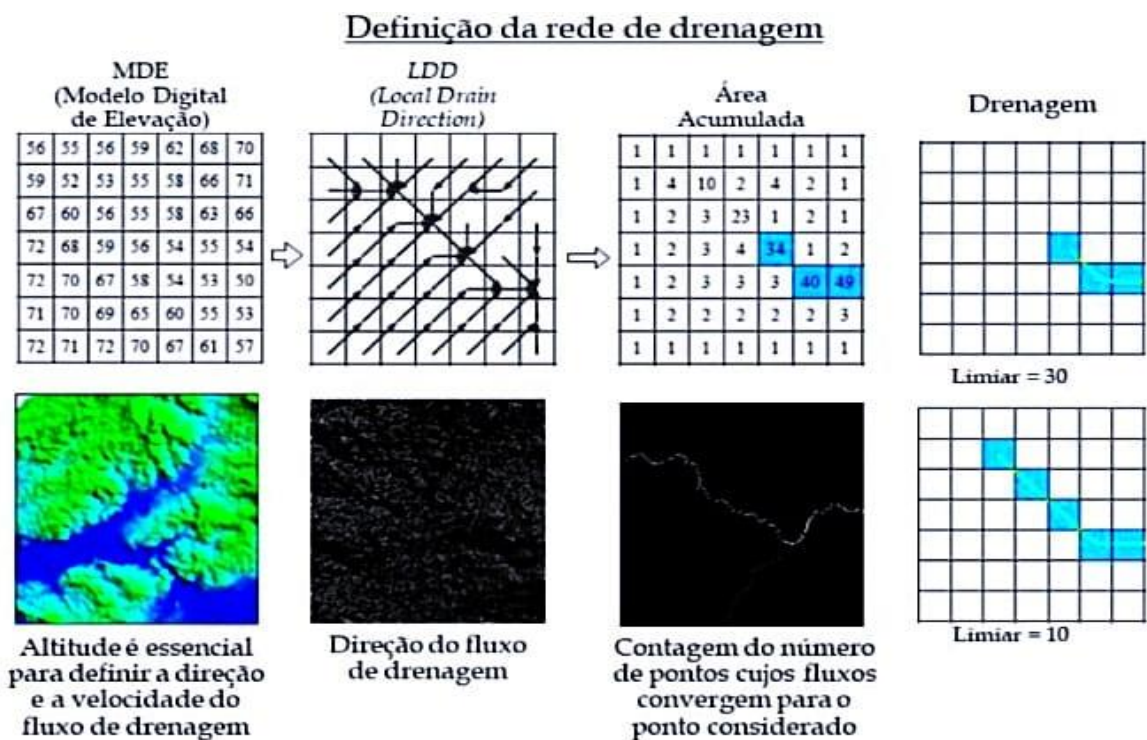 Definição da rede de drenagem
MDE
(Modelo Digital
de Elevação)
56 55 56 59 62 68 70
59 52 53 55 58 66 71
67 60 56 55 58 63 66
72 68 59 56 54 55 54
72 70 67 58 54 53 50
71 70 69 65 60 55 53
72 71 72 70 67 61 57
LDD
(Local Drain
Direction)
Área
Acumulada
1 1 1 1 1 1 1
1 4 10 2 4 2 1
1 2 3 23 1 2 1
1 2 3 4 34 1 2
1 2 3 3 3 40 49
1 2 2 2 2 2 3
1 1 1 1 1 1 1
Drenagem
Limiar = 30
Limiar = 10
Altitude é essencial
para definir a direção
e a velocidade do
fluxo de drenagem
Direção do fluxo
de drenagem
Contagem do número
de pontos cujos fluxos
convergem para o
ponto considerado